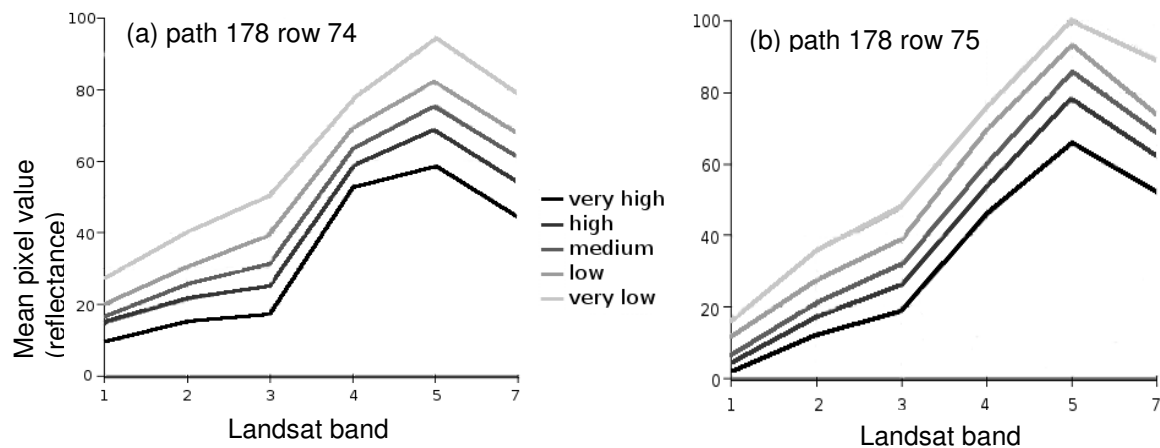 (a) path 178 row 74
100
80
60
40
20
0
1 2 3 4 5 7
Landsat band
Mean pixel value
(reflectance)
very high
high
medium
low
very low
(b) path 178 row 75
100
80
60
40
20
0
1 2 3 4 5 7
Landsat band